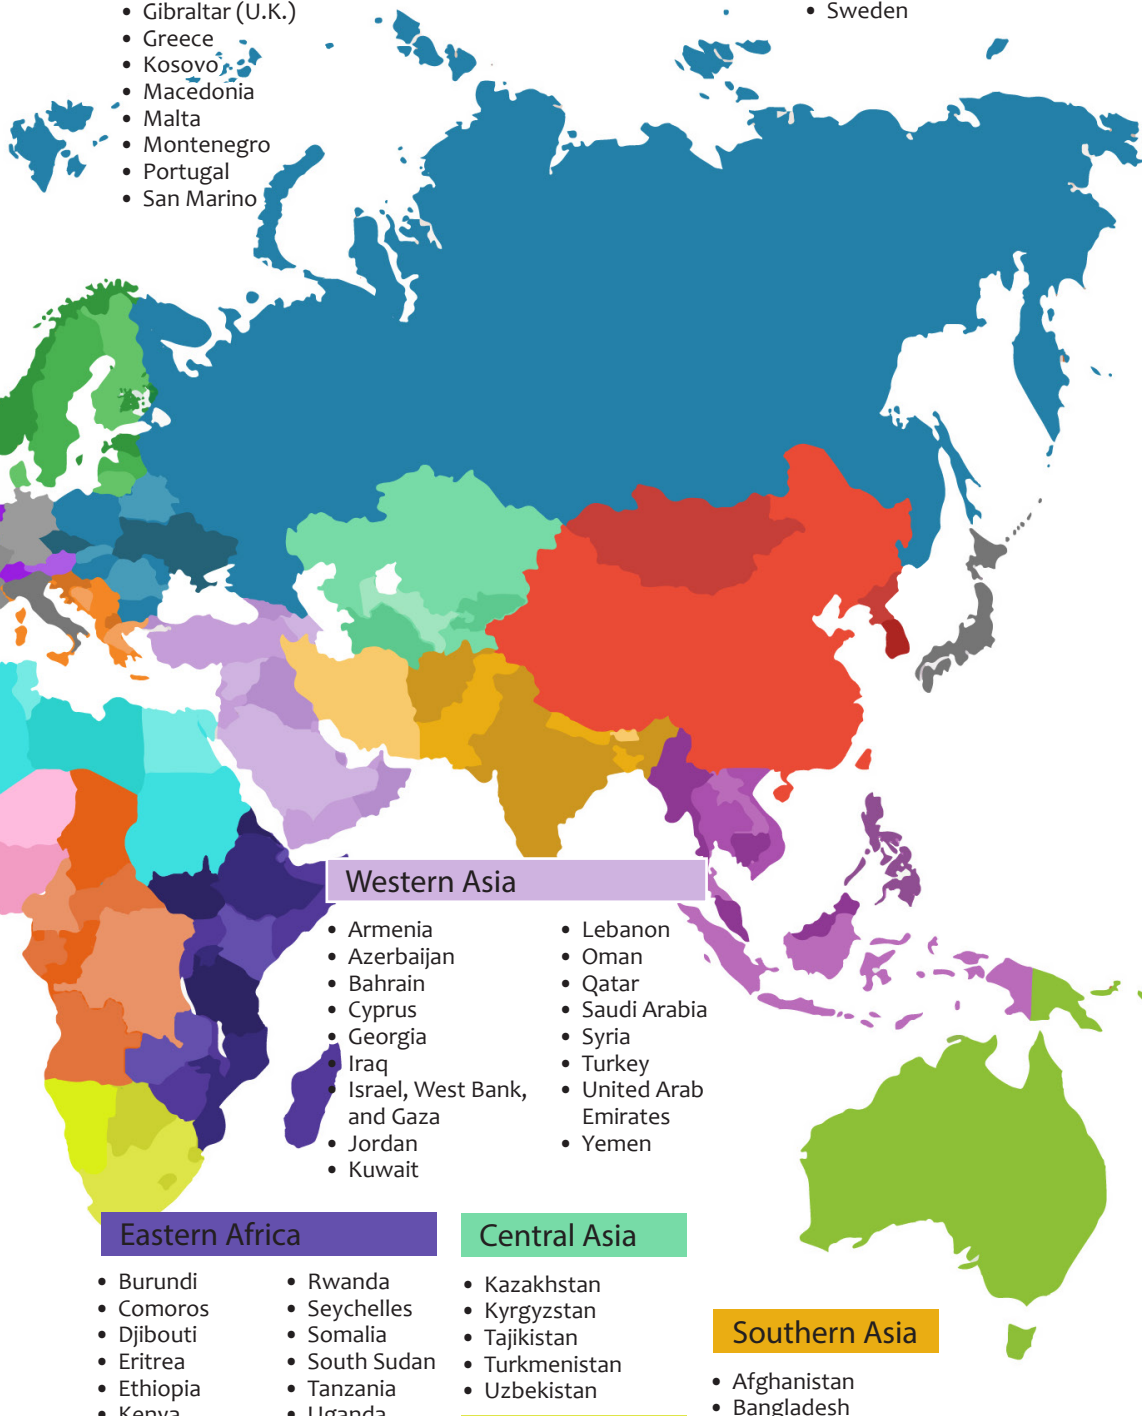 • Gibraltar (U.K.)
• Greece
• Kosovo
• Macedonia
• Malta
• Montenegro
• Portugal
• San Marino
• Sweden
Western Asia
• Armenia
• Azerbaijan
• Bahrain
• Cyprus
• Georgia
• Iraq
• Israel, West Bank,
and Gaza
• Jordan
• Kuwait
• Lebanon
• Oman
• Qatar
• Saudi Arabia
• Syria
• Turkey
• United Arab
Emirates
• Yemen
Eastern Africa
• Burundi
• Comoros
• Djibouti
• Eritrea
• Ethiopia
• Kenya
• Rwanda
• Seychelles
• Somalia
• South Sudan
• Tanzania
• Uganda
Central Asia
• Kazakhstan
• Kyrgyzstan
• Tajikistan
• Turkmenistan
• Uzbekistan
Southern Asia
• Afghanistan
• Bangladesh